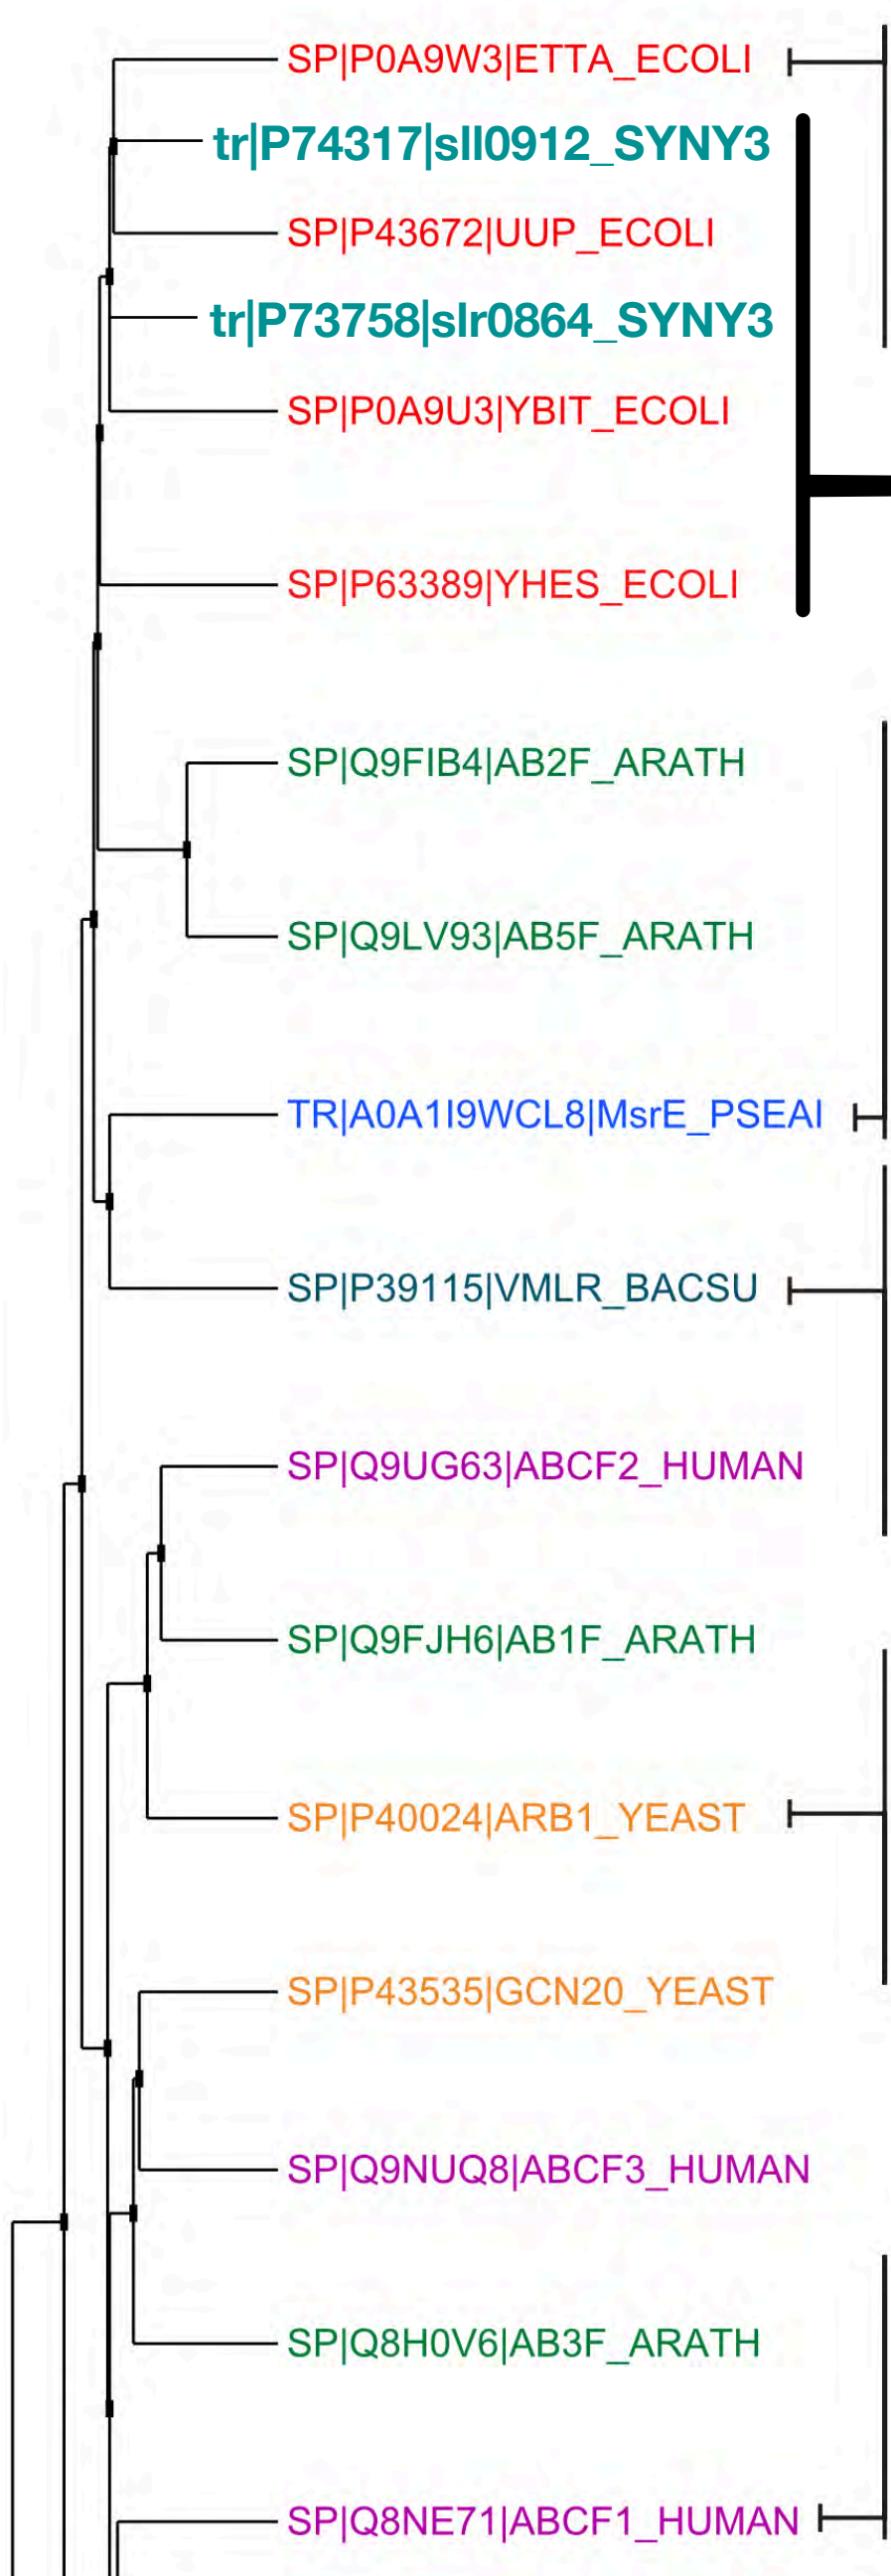 SP|P0A9W3|ETTA_ECOLI
tr|P74317|sll0912_SYNY3
SP|P43672|UUP_ECOLI
tr|P73758|slr0864_SYNY3
SP|P0A9U3|YBIT_ECOLI
SP|P63389|YHES_ECOLI
SP|Q9FIB4|AB2F_ARATH
SP|Q9LV93|AB5F_ARATH
TR|A0A1I9WCL8|MsrE_PSEAI
SP|P39115|VMLR_BACSU
SP|Q9UG63|ABCF2_HUMAN
SP|Q9FJH6|AB1F_ARATH
SP|P40024|ARB1_YEAST
SP|P43535|GCN20_YEAST
SP|Q9NUQ8|ABCF3_HUMAN
SP|Q8H0V6|AB3F_ARATH
SP|Q8NE71|ABCF1_HUMAN